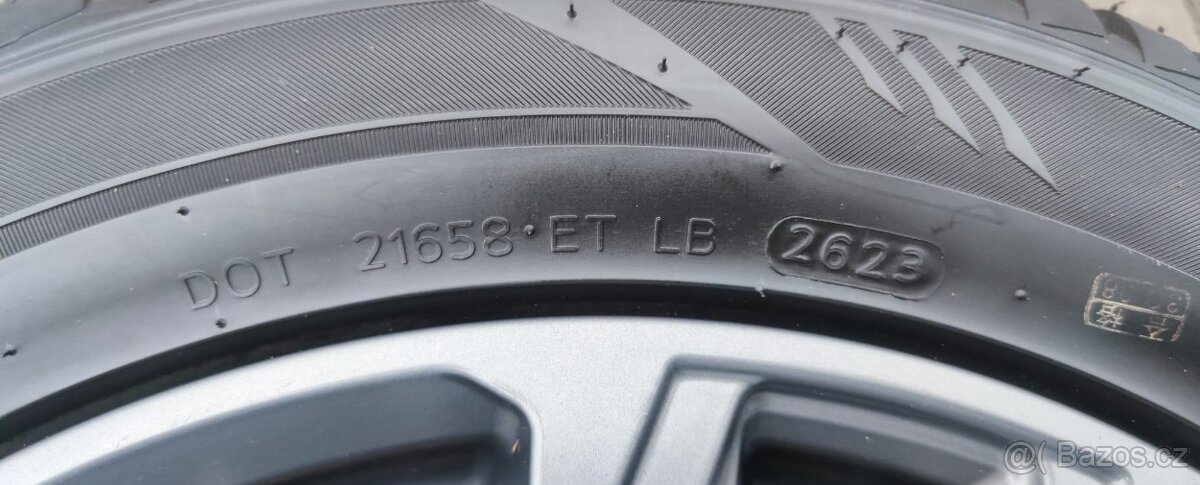 DOT 21658·ET LB 2623
@( Bazos.cz